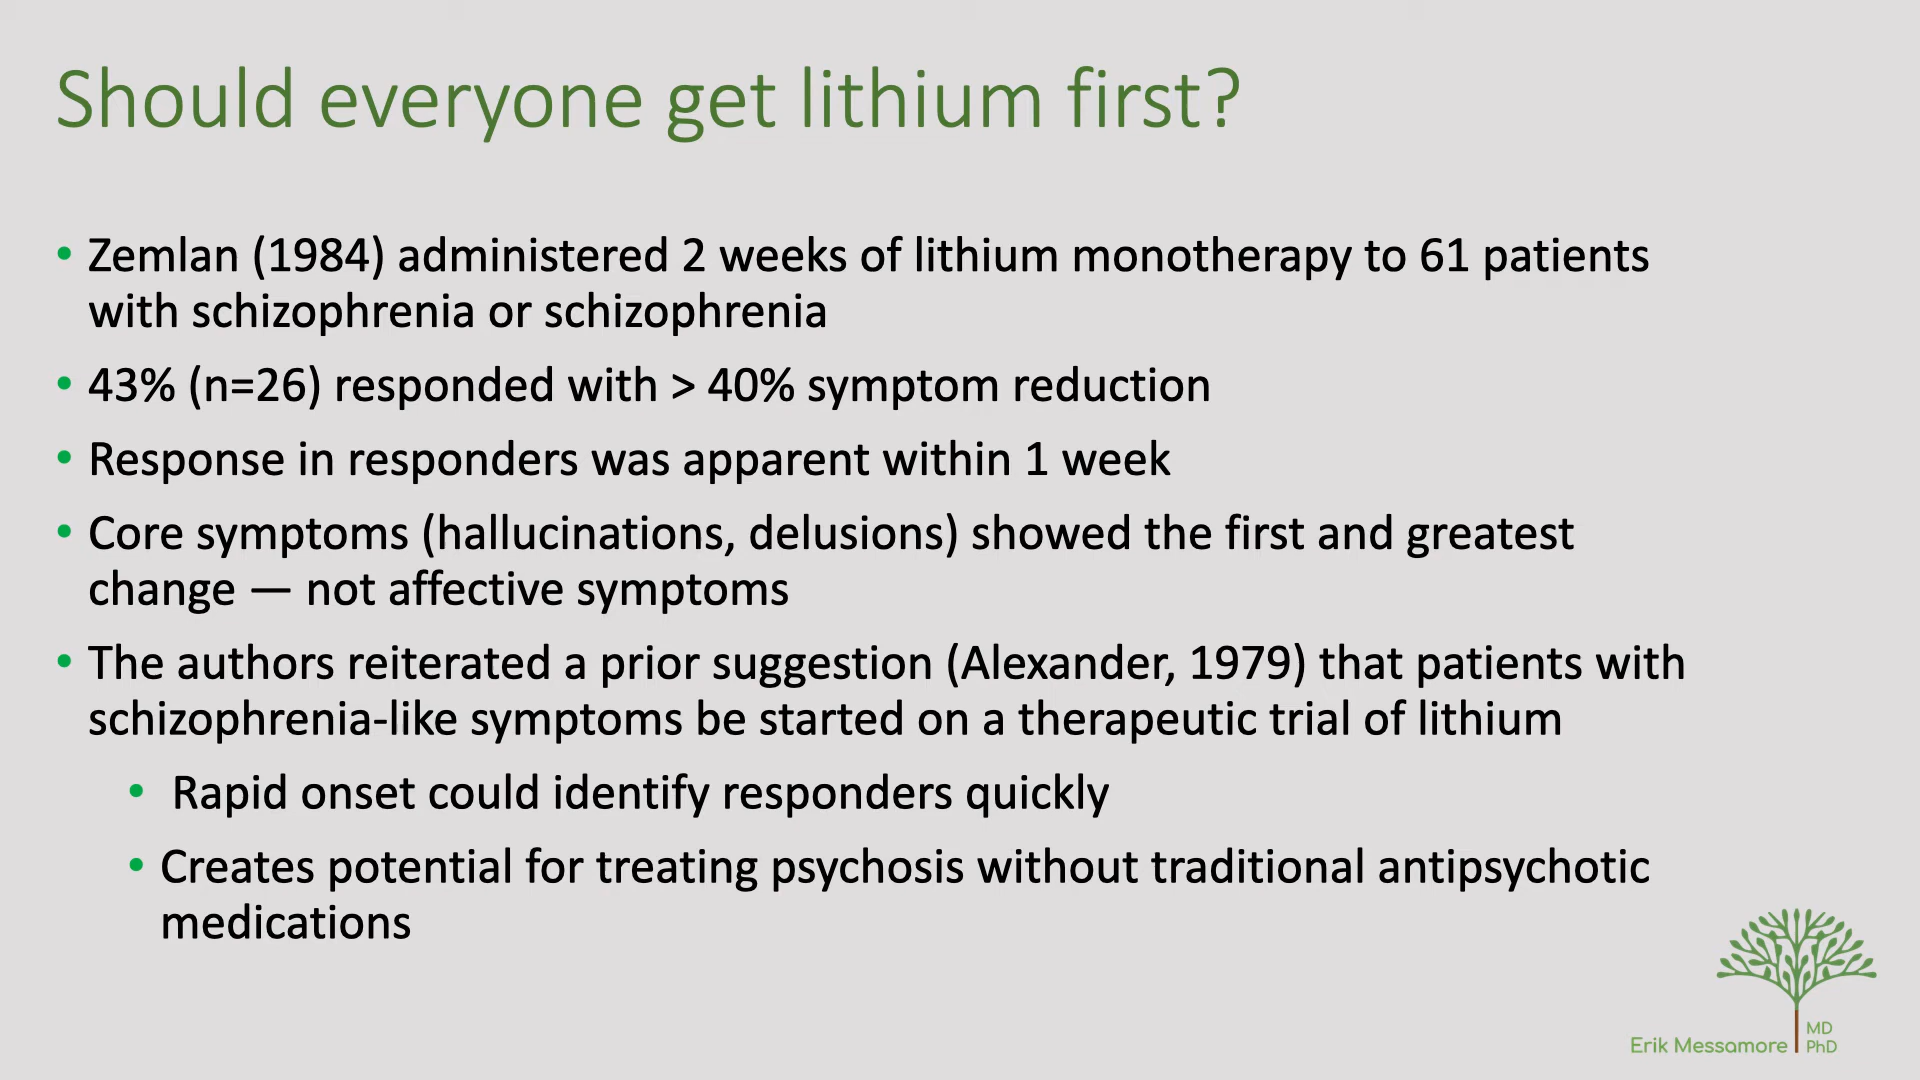 Should everyone get lithium first?
• Zemlan (1984) administered 2 weeks of lithium monotherapy to 61 patients
with schizophrenia or schizophrenia
• 43% (n=26) responded with > 40% symptom reduction
• Response in responders was apparent within 1 week
• Core symptoms (hallucinations, delusions) showed the first and greatest
change — not affective symptoms
• The authors reiterated a prior suggestion (Alexander, 1979) that patients with
schizophrenia-like symptoms be started on a therapeutic trial of lithium
• Rapid onset could identify responders quickly
• Creates potential for treating psychosis without traditional antipsychotic
medications
Erik Messamore
MD
PhD